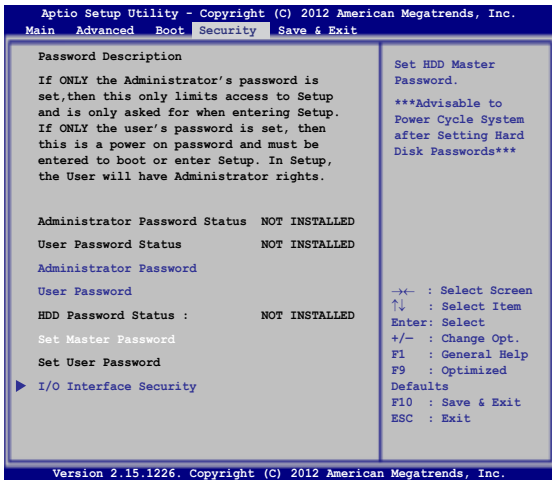 Aptio Setup Utility - Copyright (C) 2012 American Megatrends, Inc.
Main Advanced Boot Security Save & Exit
Password Description
If ONLY the Administrator's password is
set,then this only limits access to Setup
and is only asked for when entering Setup.
If ONLY the user's password is set, then
this is a power on password and must be
entered to boot or enter Setup. In Setup,
the User will have Administrator rights.
Administrator Password Status NOT INSTALLED
User Password Status NOT INSTALLED
Administrator Password
User Password
HDD Password Status : NOT INSTALLED
Set Master Password
Set User Password
I/O Interface Security
Set HDD Master
Password.
***Advisable to
Power Cycle System
after Setting Hard
Disk Passwords***
→← : Select Screen
↑↓ : Select Item
Enter: Select
+/— : Change Opt.
F1 : General Help
F9 : Optimized
Defaults
F10 : Save & Exit
ESC : Exit
Version 2.15.1226. Copyright (C) 2012 American Megatrends, Inc.